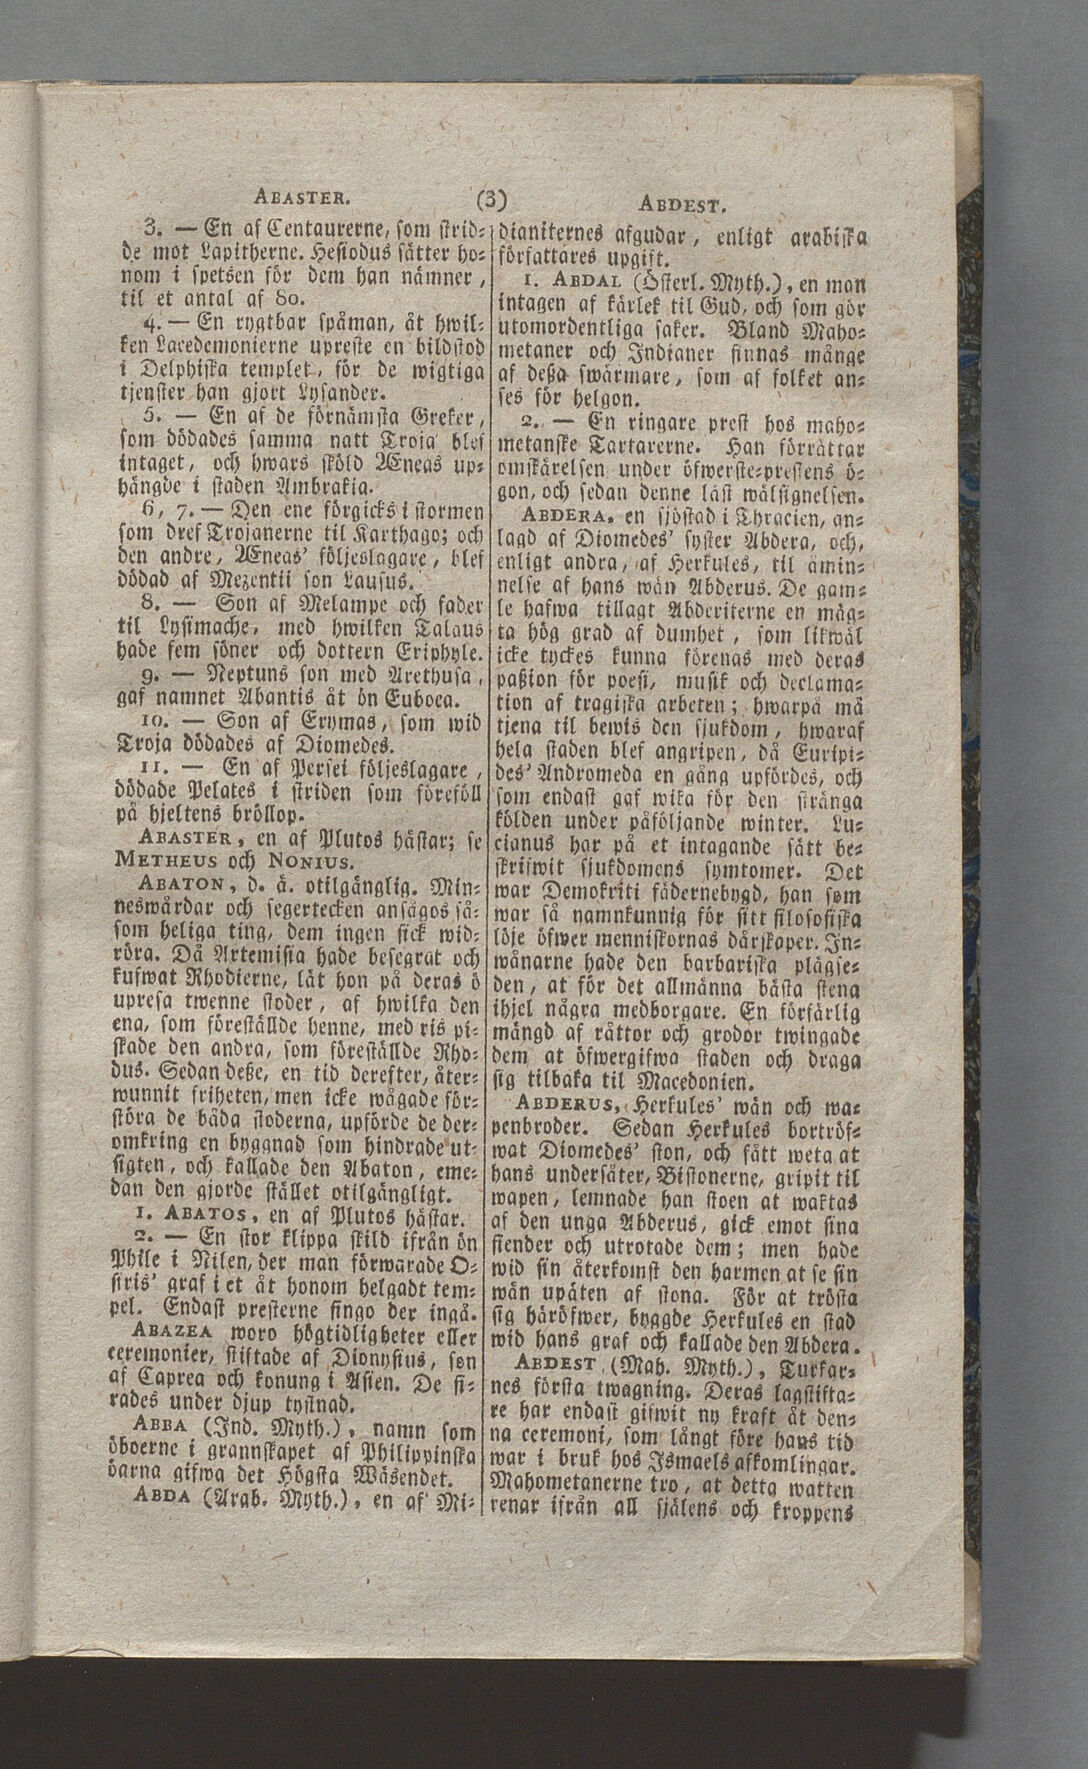 ABASTER. (3) ABDEST.
3. — En af Centaurerne, som strid-
de mot Lapitherne. Hesiodus sätter ho-
nom i spetsen för dem han nämner,
til et antal af 80.
4. — En rygtbar spåman, åt hwil-
ken Lacedemonierne upreste en bildstod
i Delphiska templet, för de wigtiga
tjenster han gjort Lysander.
5. — En af de förnämsta Greker,
som dödades samma natt Troja blef
intaget, och hwars sköld Æneas up-
hängde i staden Ambrakia.
6, 7. — Den ene förgicks i stormen
som dref Trojanerne til Karthago; och
den andre, Æneas' följeslagare, blef
dödad af Mezentii son Lausus.
8. — Son af Melampe och fader
til Lysimache, med hwilken Talaus
hade fem söner och dottern Eriphyle.
9. — Neptuns son med Arethusa,
gaf namnet Abantis åt ön Euboea.
10. — Son af Erymas, som wid
Troja dödades af Diomedes.
11. — En af Persei följeslagare,
dödade Pelates i striden som föreföll
på hjeltens bröllop.
ABASTER, en af Plutos hästar; se
METHEUS och NONIUS.
ABATON, d. ä. otilgänglig. Min-
neswårdar och segertecken ansågos så-
som heliga ting, dem ingen fick wid-
röra. Då Artemisia hade besegrat och
kufwat Rhodierne, lät hon på deras ö
upresa twenne stoder, af hwilka den
ena, som föreställde henne, med ris pi-
skade den andra, som föreställde Rho-
dus. Sedan deße, en tid derefter, åter-
wunnit friheten, men icke wågade för-
störa de båda stoderna, upförde de der-
omkring en byggnad som hindrade ut-
sigten, och kallade den Abaton, eme-
dan den gjorde stället otilgängligt.
1. ABATOS, en af Plutos hästar.
2. — En stor klippa skild ifrån ön
Phile i Nilen, der man förwarade O-
siris' graf i et åt honom helgadt tem-
pel. Endast presterne fingo der ingå.
ABAZEA woro högtidligheter eller
ceremonier, stiftade af Dionysius, son
af Caprea och konung i Asien. De fi-
rades under djup tystnad.
ABBA (Ind. Myth.), namn som
öboerne i grannskapet af Philippinska
öarna gifwa det Högsta Wäsendet.
ABDA (Arab. Myth.), en af Mi-
dianiternes afgudar, enligt arabiska
författares upgift.
1. ABDAL (Österl. Myth.), en man
intagen af kärlek til Gud, och som gör
utomordentliga saker. Bland Maho-
metaner och Indianer finnas många
af deßa swärmare, som af folket an-
ses för helgon.
2. — En ringare prest hos maho-
metanske Tartarerne. Han förrättar
omskärelsen under öfwerste-prestens ö-
gon, och sedan denne läst wälsignelsen.
ABDERA, en sjöstad i Thracien, an-
lagd af Diomedes' syster Abdera, och,
enligt andra, af Herkules, til åmin-
nelse af hans wän Abderus. De gam-
le hafwa tillagt Abderiterne en mäg-
ta hög grad af dumhet, som likwäl
icke tyckes kunna förenas med deras
paßion för poesi, musik och declama-
tion af tragiska arbeten; hwarpå må
tjena til bewis den sjukdom, hwaraf
hela staden blef angripen, då Euripi-
des' Andromeda en gång upfördes, och
som endast gaf wika för den stränga
kölden under påföljande winter. Lu-
cianus har på et intagande sätt be-
skrifwit sjukdomens symtomer. Det
war Demokriti fädernebygd, han som
war så namnkunnig för sitt filosofiska
löje öfwer menniskornas dårskaper. In-
wånarne hade den barbariska plägse-
den, at för det allmänna bästa stena
ihjel några medborgare. En förfärlig
mängd af råttor och grodor twingade
dem at öfwergifwa staden och draga
sig tilbaka til Macedonien.
ABDERUS, Herkules' wän och wa-
penbroder. Sedan Herkules bortröf-
wat Diomedes' ston, och fått weta at
hans undersåter, Bistonerne, gripit til
wapen, lemnade han stoen at waktas
af den unga Abderus, gick emot sina
fiender och utrotade dem; men hade
wid sin återkomst den harmen at se sin
wän upäten af stona. För at trösta
sig häröfwer, byggde Herkules en stad
wid hans graf och kallade den Abdera.
ABDEST (Mah. Myth.), Turkar-
nes första twagning. Deras lagstifta-
re har endast gifwit ny kraft åt den-
na ceremoni, som långt före hans tid
war i bruk hos Ismaels afkomlingar.
Mahometanerne tro, at detta watten
renar ifrån all själens och kroppens